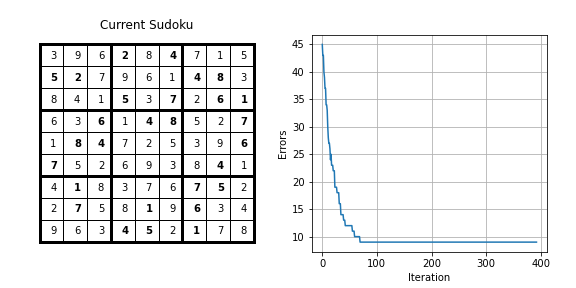 Current Sudoku
3 9 6 2 8 4 7 1 5
5 2 7 9 6 1 4 8 3
8 4 1 5 3 7 2 6 1
6 3 6 1 4 8 5 2 7
1 8 4 7 2 5 3 9 6
7 5 2 6 9 3 8 4 1
4 1 8 3 7 6 7 5 2
2 7 5 8 1 9 6 3 4
9 6 3 4 5 2 1 7 8
Errors
45
40
35
30
25
20
15
10
0 100 200 300 400
Iteration